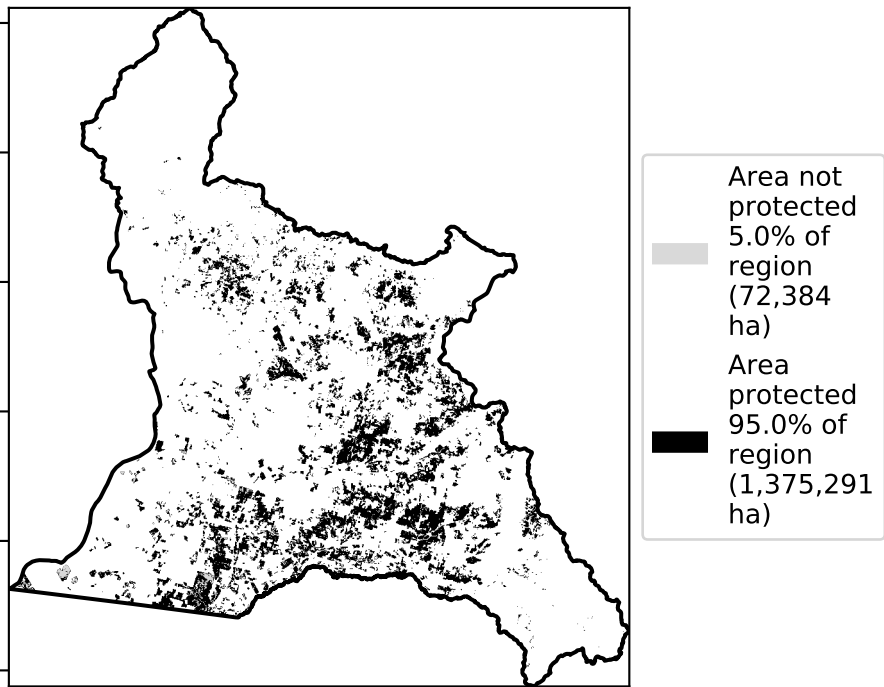 Area not
protected
5.0% of
region
(72,384
ha)
Area
protected
95.0% of
region
(1,375,291
ha)